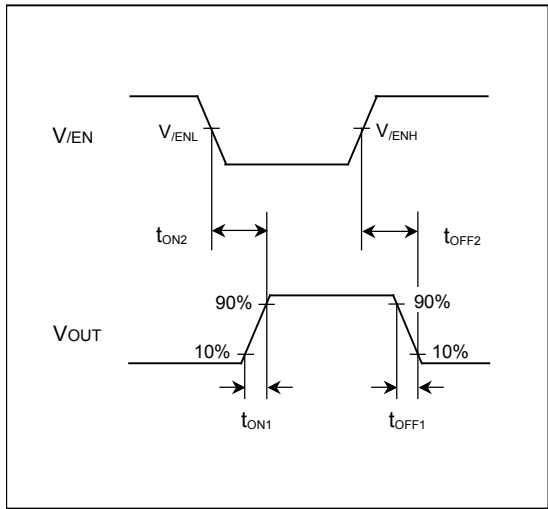 V/EN
V/ENL
V/ENH
tON2
tOFF2
90%
90%
VOUT
10%
10%
tON1
tOFF1